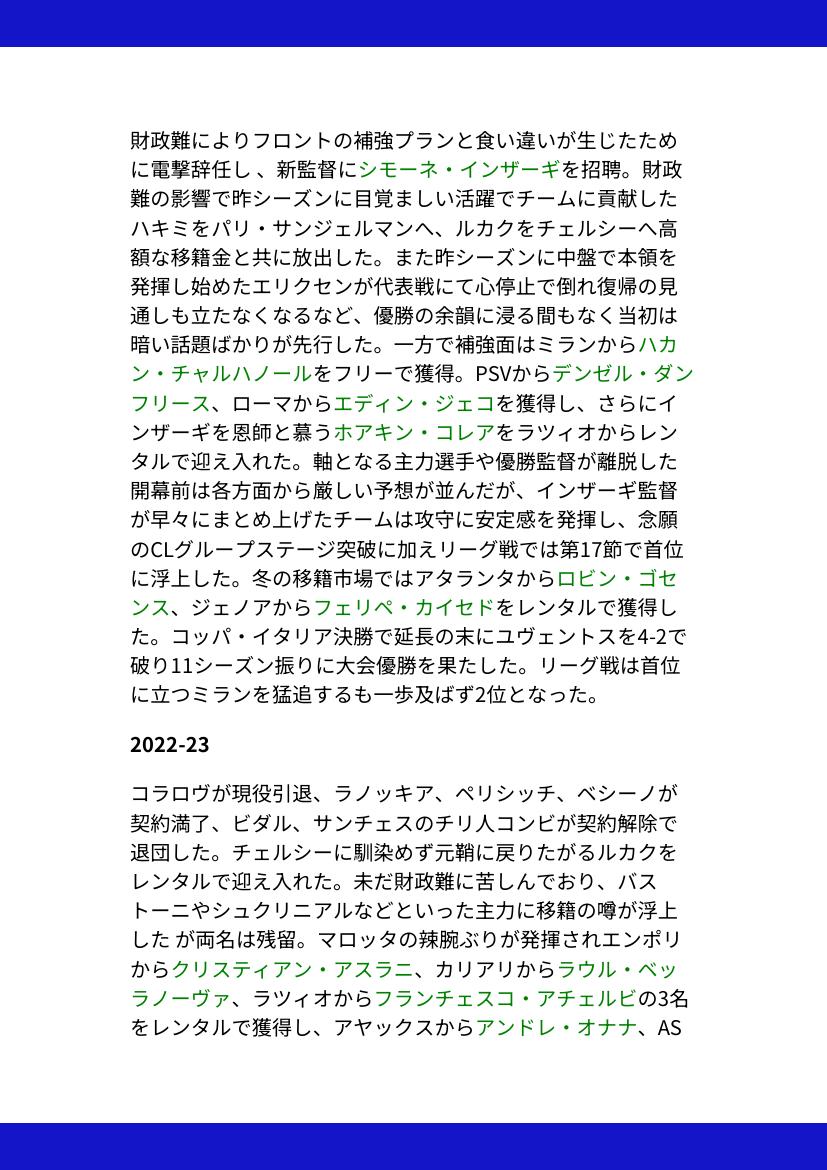 財政難によりフロントの補強プランと食い違いが生じたため
に電撃辞任し 、新監督にシモーネ・インザーギを招聘。財政
難の影響で昨シーズンに目覚ましい活躍でチームに貢献した
ハキミをパリ・サンジェルマンへ、ルカクをチェルシーへ高
額な移籍金と共に放出した。また昨シーズンに中盤で本領を
発揮し始めたエリクセンが代表戦にて心停止で倒れ復帰の見
通しも立たなくなるなど、優勝の余韻に浸る間もなく当初は
暗い話題ばかりが先行した。一方で補強面はミランからハカ
ン・チャルハノールをフリーで獲得。PSVからデンゼル・ダン
フリース、ローマからエディン・ジェコを獲得し、さらにイ
ンザーギを恩師と慕うホアキン・コレアをラツィオからレン
タルで迎え入れた。軸となる主力選手や優勝監督が離脱した
開幕前は各方面から厳しい予想が並んだが、インザーギ監督
が早々にまとめ上げたチームは攻守に安定感を発揮し、念願
のCLグループステージ突破に加えリーグ戦では第17節で首位
に浮上した。冬の移籍市場ではアタランタからロビン・ゴセ
ンス、ジェノアからフェリペ・カイセドをレンタルで獲得し
た。コッパ・イタリア決勝で延長の末にユヴェントスを4-2で
破り11シーズン振りに大会優勝を果たした。リーグ戦は首位
に立つミランを猛追するも一歩及ばず2位となった。
2022-23
コラロヴが現役引退、ラノッキア、ペリシッチ、ベシーノが
契約満了、ビダル、サンチェスのチリ人コンビが契約解除で
退団した。チェルシーに馴染めず元鞘に戻りたがるルカクを
レンタルで迎え入れた。未だ財政難に苦しんでおり、バス
トーニやシュクリニアルなどといった主力に移籍の噂が浮上
した が両名は残留。マロッタの辣腕ぶりが発揮されエンポリ
からクリスティアン・アスラニ、カリアリからラウル・ベッ
ラノーヴァ、ラツィオからフランチェスコ・アチェルビの3名
をレンタルで獲得し、アヤックスからアンドレ・オナナ、AS